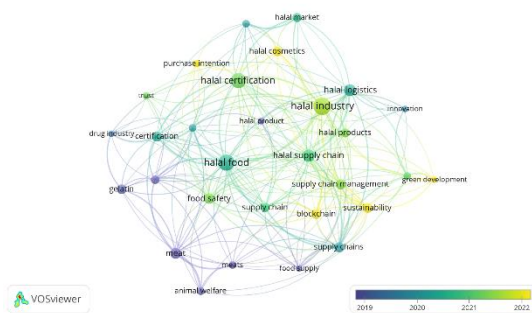 halal market
halal cosmetics
purchase intention
halal certification
halal logistics
trust
halal industry
innovation
halal product
drug industry
certification
halal products
halal food
halal supply chain
gelatin
supply chain management
green development
food safety
supply chain
blockchain
sustainability
supply chains
meat
meats
food supply
animal welfare
VOSviewer
2019 2020 2021 2022